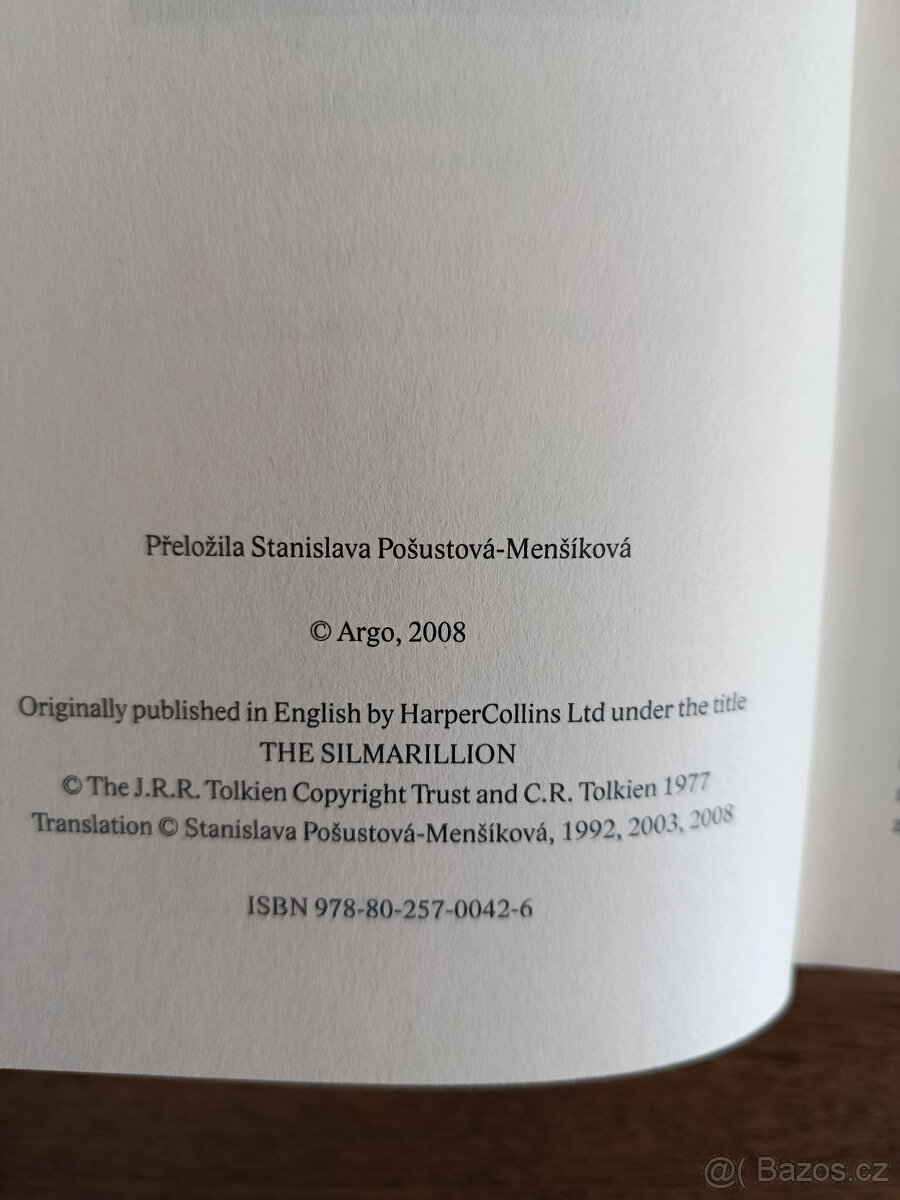 Přeložila Stanislava Pošustová-Menšíková
© Argo, 2008
Originally published in English by HarperCollins Ltd under the title
THE SILMARILLION
© The J.R.R. Tolkien Copyright Trust and C.R. Tolkien 1977
Translation © Stanislava Pošustová-Menšíková, 1992, 2003, 2008
ISBN 978-80-257-0042-6
@( Bazos.cz